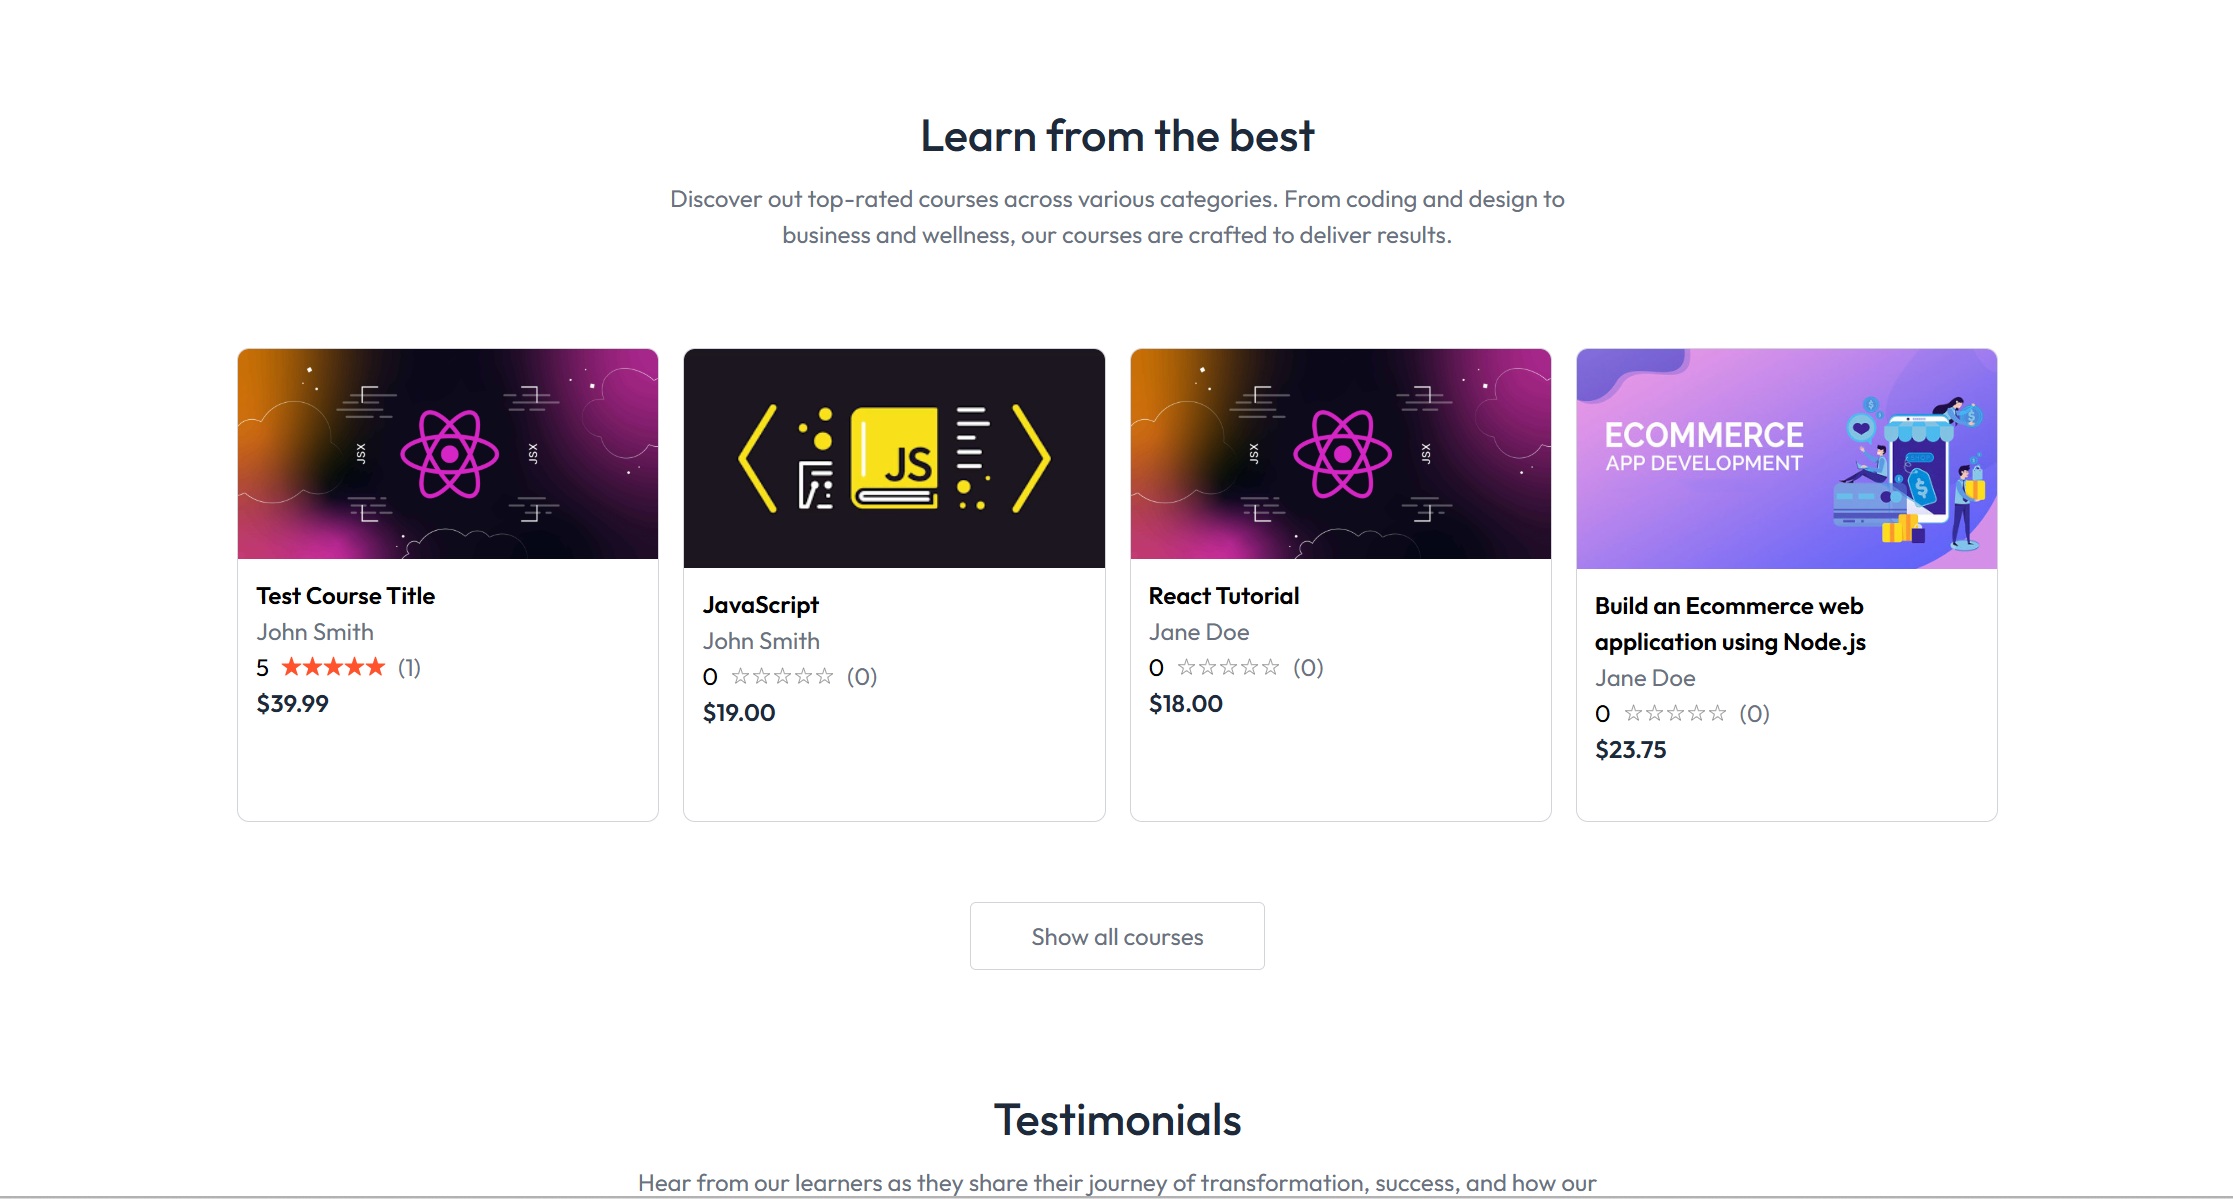 Learn from the best
Discover out top-rated courses across various categories. From coding and design to
business and wellness, our courses are crafted to deliver results.
JSX
JSX
Test Course Title
John Smith
5 ★★★★★ (1)
$39.99
JS
JavaScript
John Smith
0 ☆☆☆☆☆ (0)
$19.00
JSX
JSX
React Tutorial
Jane Doe
0 ☆☆☆☆☆ (0)
$18.00
ECOMMERCE
APP DEVELOPMENT
Build an Ecommerce web
application using Node.js
Jane Doe
0 ☆☆☆☆☆ (0)
$23.75
Show all courses
Testimonials
Hear from our learners as they share their journey of transformation, success, and how our